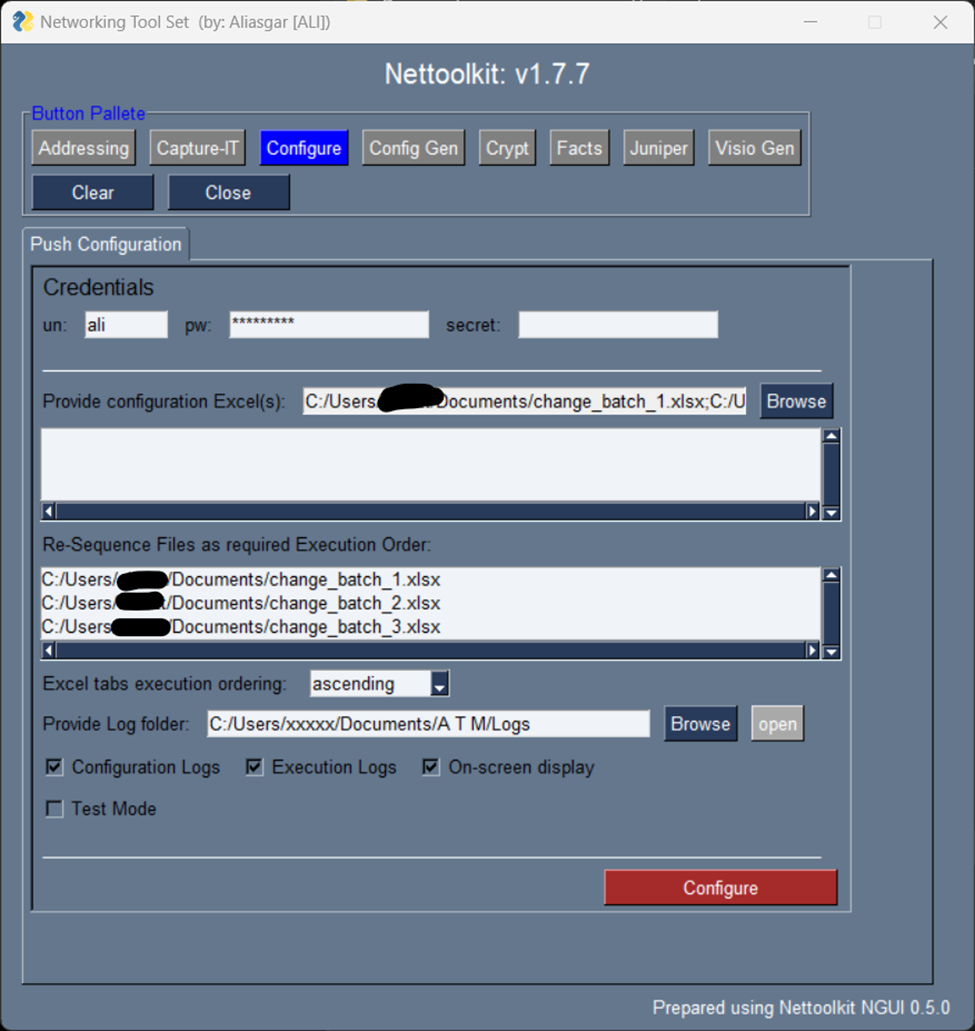 Networking Tool Set (by: Aliasgar [ALI])
Nettoolkit: v1.7.7
Button Pallete
Addressing Capture-IT Configure Config Gen Crypt Facts Juniper Visio Gen
Clear Close
Push Configuration
Credentials
un: ali pw: ********* secret:
Provide configuration Excel(s): C:/Users/ Documents/change_batch_1.xlsx;C:/U Browse
Re-Sequence Files as required Execution Order:
C:/Users/ /Documents/change_batch_1.xlsx
C:/Users/ /Documents/change_batch_2.xlsx
C:/Users /Documents/change_batch_3.xlsx
Excel tabs execution ordering: ascending
Provide Log folder: C:/Users/xxxxx/Documents/A T M/Logs Browse open
Configuration Logs Execution Logs On-screen display
Test Mode
Configure
Prepared using Nettoolkit NGUI 0.5.0